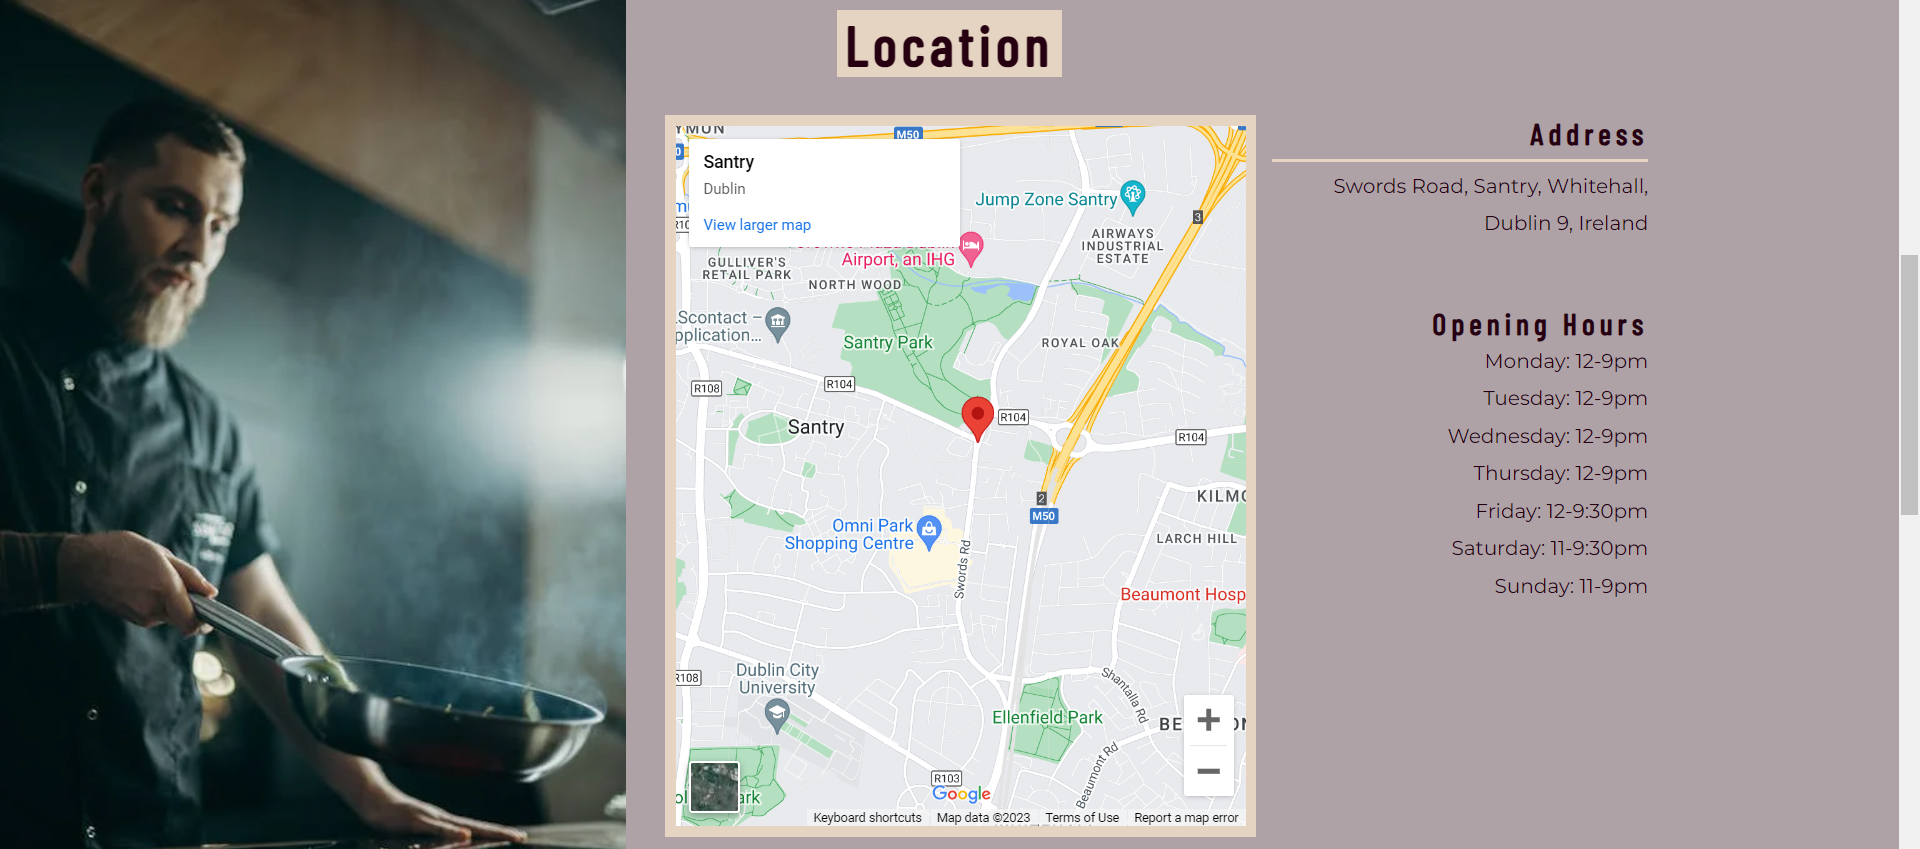 Location
YMUN
M50
Santry
Dublin
View larger map
Jump Zone Santry
3
AIRWAYS
INDUSTRIAL
ESTATE
Airport, an IHG
GULLIVER'S
RETAIL PARK
NORTH WOOD
Scontact –
pplication...
Santry Park
ROYAL OAK
R108
R104
R104
R104
Santry
2
M50
KILMO
Omni Park
Shopping Centre
LARCH HILL
Swords Rd
Beaumont Hosp
Dublin City
University
R108
Shantalla Rd
Ellenfield Park
BE
Beaumont Rd
R103
Google
ark
Keyboard shortcuts
Map data ©2023
Terms of Use
Report a map error
Address
Swords Road, Santry, Whitehall,
Dublin 9, Ireland
Opening Hours
Monday: 12-9pm
Tuesday: 12-9pm
Wednesday: 12-9pm
Thursday: 12-9pm
Friday: 12-9:30pm
Saturday: 11-9:30pm
Sunday: 11-9pm